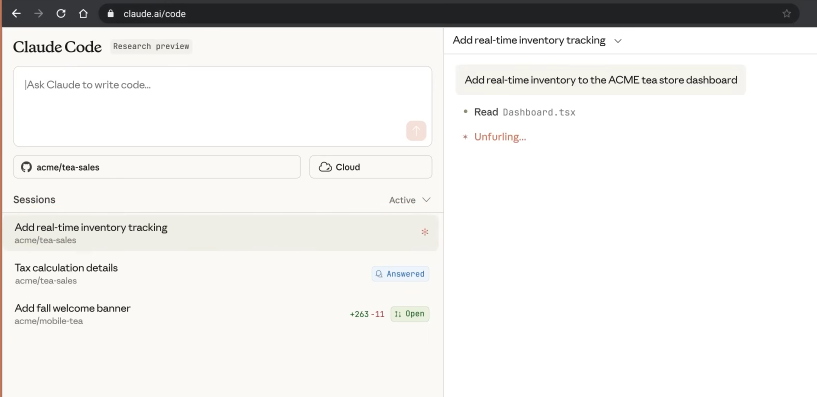 claude.ai/code
Claude Code Research preview
Ask Claude to write code...
acme/tea-sales
Cloud
Sessions
Active
Add real-time inventory tracking
acme/tea-sales
Tax calculation details
acme/tea-sales
Answered
Add fall welcome banner
acme/mobile-tea
+263 -11
Open
Add real-time inventory tracking
Add real-time inventory to the ACME tea store dashboard
Read Dashboard.tsx
Unfurling...